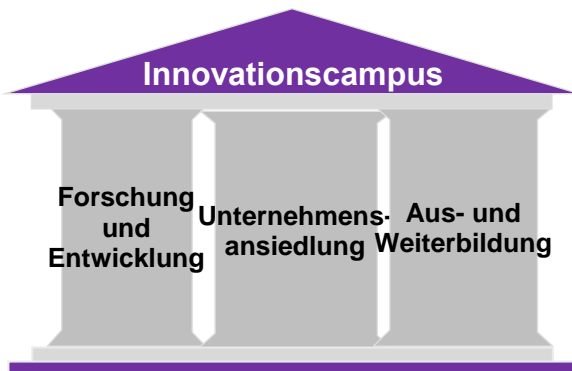 Innovationscampus
Forschung
und
Entwicklung
Unternehmens-
ansiedlung
Aus- und
Weiterbildung